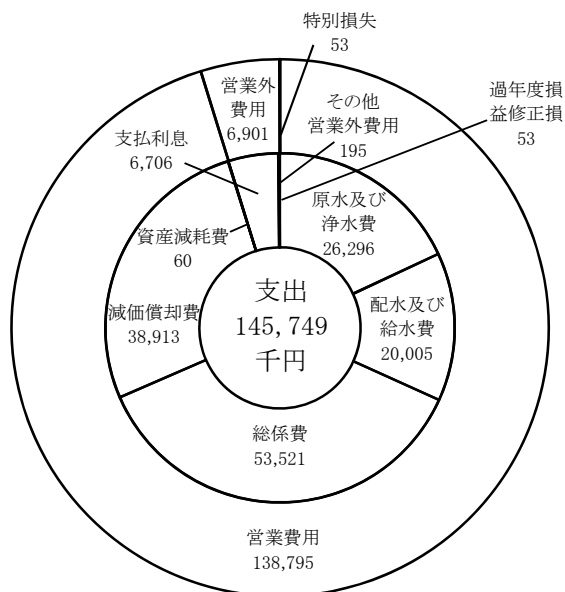 特別損失
53
営業外
費用
6,901
その他
営業外費用
195
過年度損
益修正損
53
支払利息
6,706
原水及び
浄水費
26,296
資産減耗費
60
減価償却費
38,913
支出
145,749
千円
配水及び
給水費
20,005
総係費
53,521
営業費用
138,795